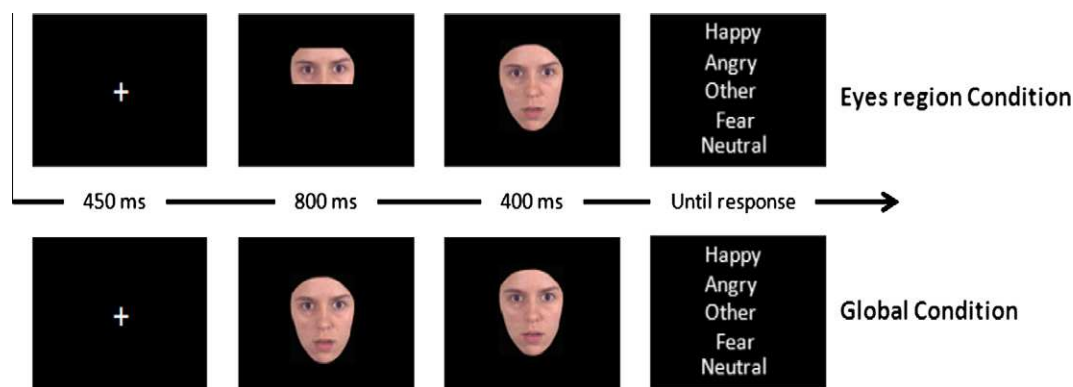 Happy
Angry
Other
Fear
Neutral
Eyes region Condition
450 ms 800 ms 400 ms Until response
Happy
Angry
Other
Fear
Neutral
Global Condition